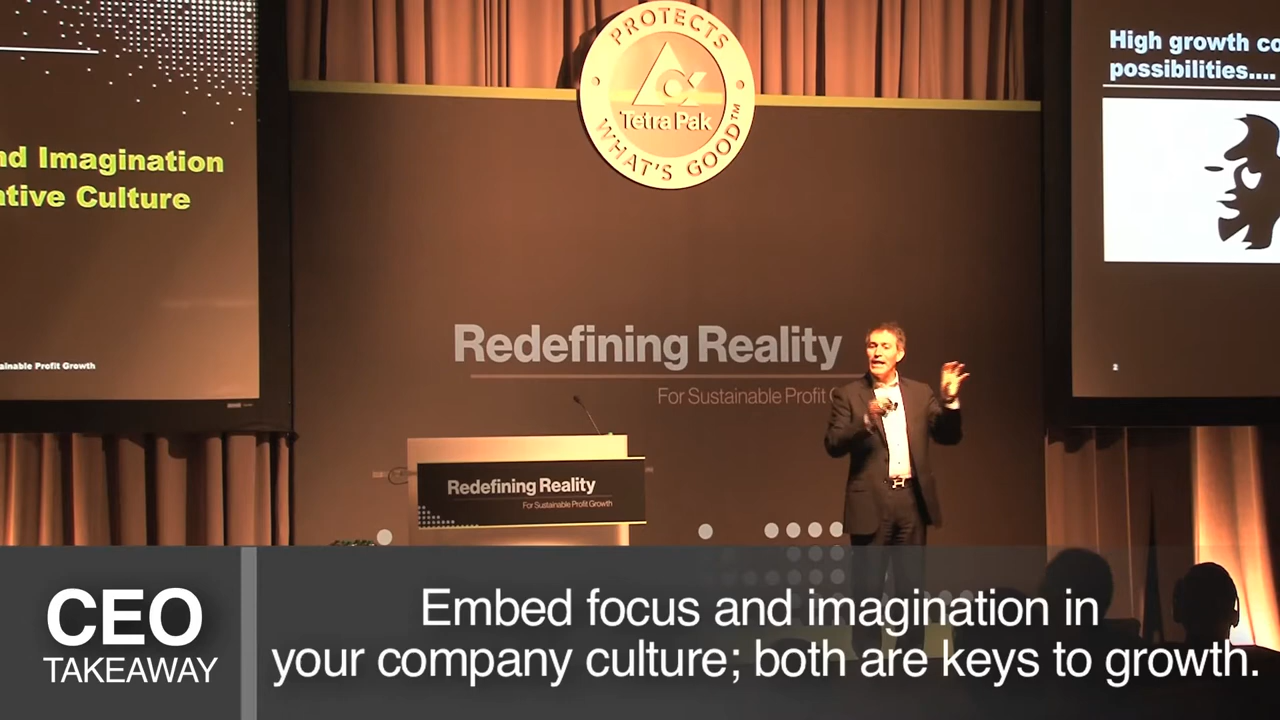 PROTECTS
Tetra Pak
WHAT'S GOOD™
nd Imagination
ative Culture
ainable Profit Growth
High growth co
possibilities....
2
Redefining Reality
For Sustainable Profit G
Redefining Reality
For Sustainable Profit Growth
CEO
TAKEAWAY
Embed focus and imagination in
your company culture; both are keys to growth.